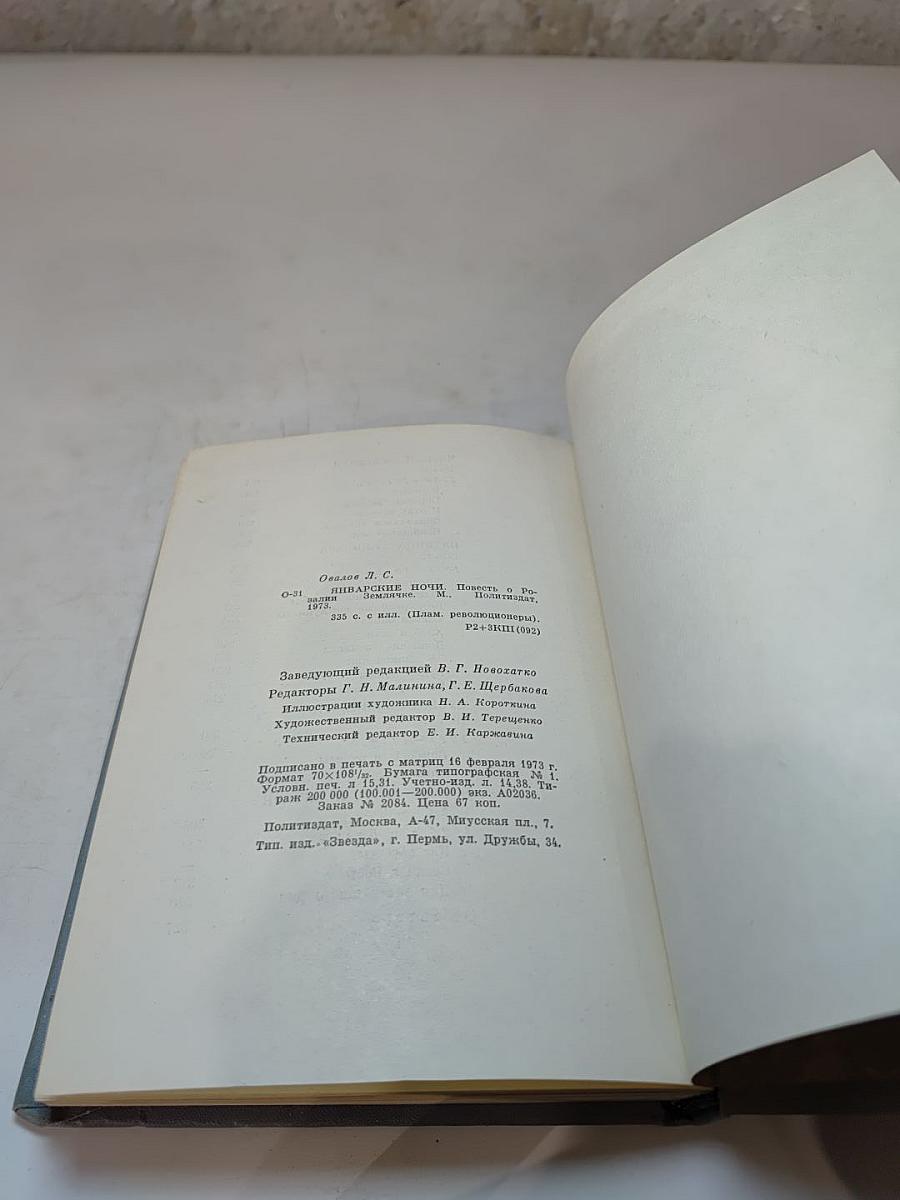 Овалов Л. С.
О-31 ЯНВАРСКИЕ НОЧИ. Повесть о Ро-
залии Землячке. М., Политиздат,
1973.
335 с. с илл. (Плам. революционеры).
Р2+3КП1(092)
Заведующий редакцией В. Г. Новохатко
Редакторы Г. Н. Малинина, Г. Е. Щербакова
Иллюстрации художника Н. А. Короткина
Художественный редактор В. И. Терещенко
Технический редактор Е. И. Каржавина
Подписано в печать с матриц 16 февраля 1973 г.
Формат 70×108¹/₃₂. Бумага типографская № 1.
Условн. печ. л 15,31. Учетно-изд. л. 14,38. Ти-
раж 200 000 (100.001—200.000) экз. А02036.
Заказ № 2084. Цена 67 коп.
Политиздат, Москва, А-47, Миусская пл., 7.
Тип. изд. «Звезда», г. Пермь, ул. Дружбы, 34.